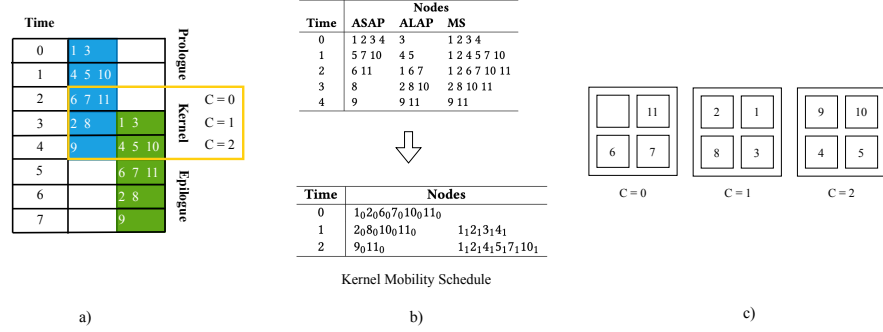 Time
0 1 3
1 4 5 10
2 6 7 11 C = 0
3 2 8 1 3 C = 1
4 9 4 5 10 C = 2
5 6 7 11
6 2 8
7 9
Prologue
Kernel
Epilogue
a)
Nodes
Time ASAP ALAP MS
0 1 2 3 4 3 1 2 3 4
1 5 7 10 4 5 1 2 4 5 7 10
2 6 11 1 6 7 1 2 6 7 10 11
3 8 2 8 10 2 8 10 11
4 9 9 11 9 11
Time Nodes
0 1₀2₀6₀7₀10₀11₀
1 2₀8₀10₀11₀ 1₁2₁3₁4₁
2 9₀11₀ 1₁2₁4₁5₁7₁10₁
Kernel Mobility Schedule
b)
11
6 7
C = 0
2 1
8 3
C = 1
9 10
4 5
C = 2
c)